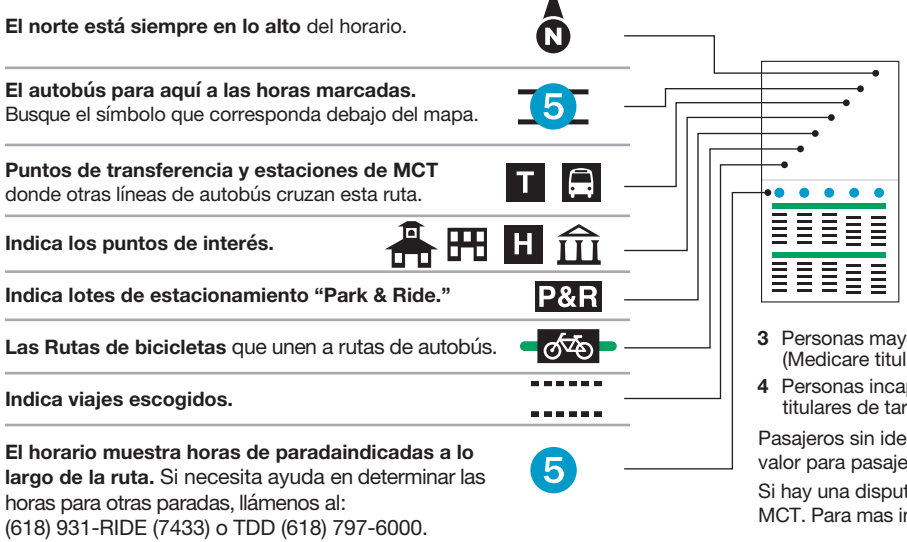 El norte está siempre en lo alto del horario.
N
El autobús para aquí a las horas marcadas.
Busque el símbolo que corresponda debajo del mapa.
5
Puntos de transferencia y estaciones de MCT
donde otras líneas de autobús cruzan esta ruta.
T
Indica los puntos de interés.
H
Indica lotes de estacionamiento “Park & Ride.”
P&R
Las Rutas de bicicletas que unen a rutas de autobús.
Indica viajes escogidos.
El horario muestra horas de paradaindicadas a lo
largo de la ruta. Si necesita ayuda en determinar las
horas para otras paradas, llámenos al:
(618) 931-RIDE (7433) o TDD (618) 797-6000.
5
3 Personas may
(Medicare titul
4 Personas inca
titulares de tar
Pasajeros sin ide
valor para pasaje
Si hay una disput
MCT. Para mas in